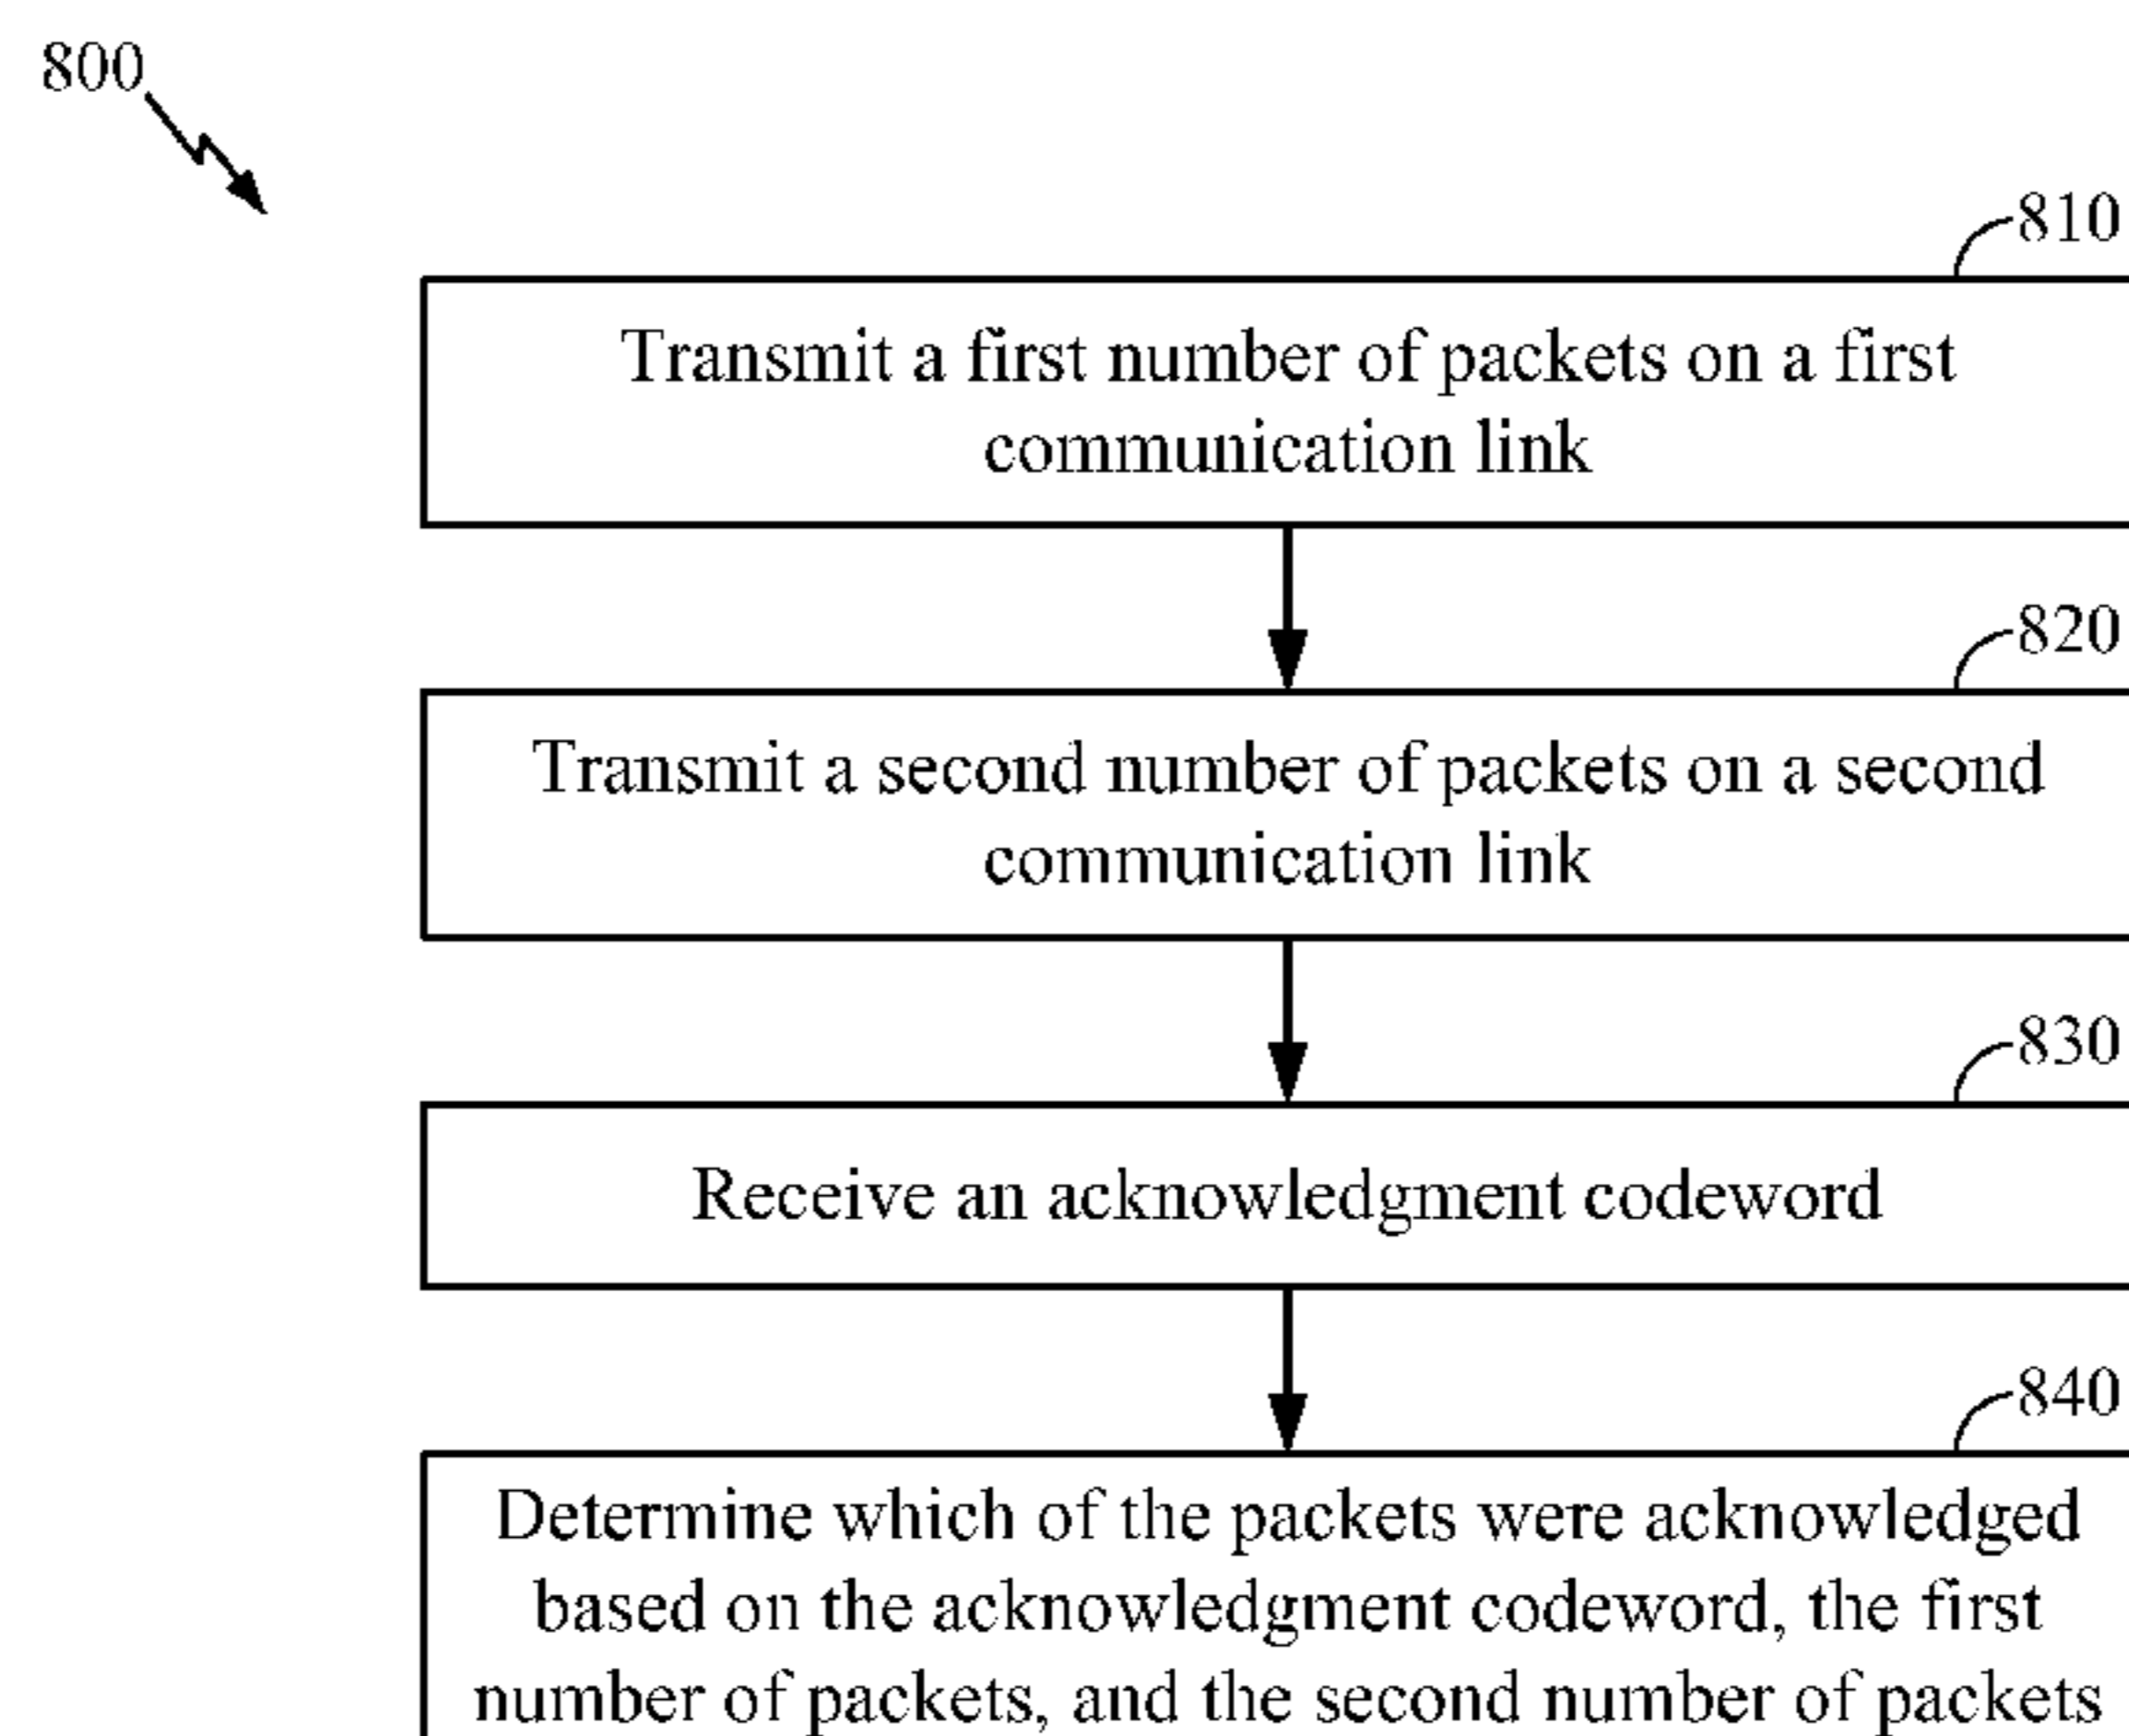 800
810
Transmit a first number of packets on a first
communication link
820
Transmit a second number of packets on a second
communication link
830
Receive an acknowledgment codeword
840
Determine which of the packets were acknowledged
based on the acknowledgment codeword, the first
number of packets, and the second number of packets